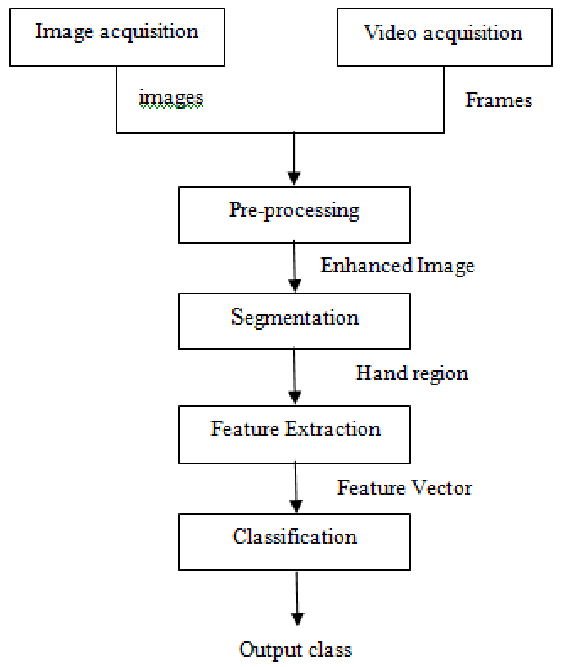 Image acquisition
Video acquisition
images
Frames
Pre-processing
Enhanced Image
Segmentation
Hand region
Feature Extraction
Feature Vector
Classification
Output class